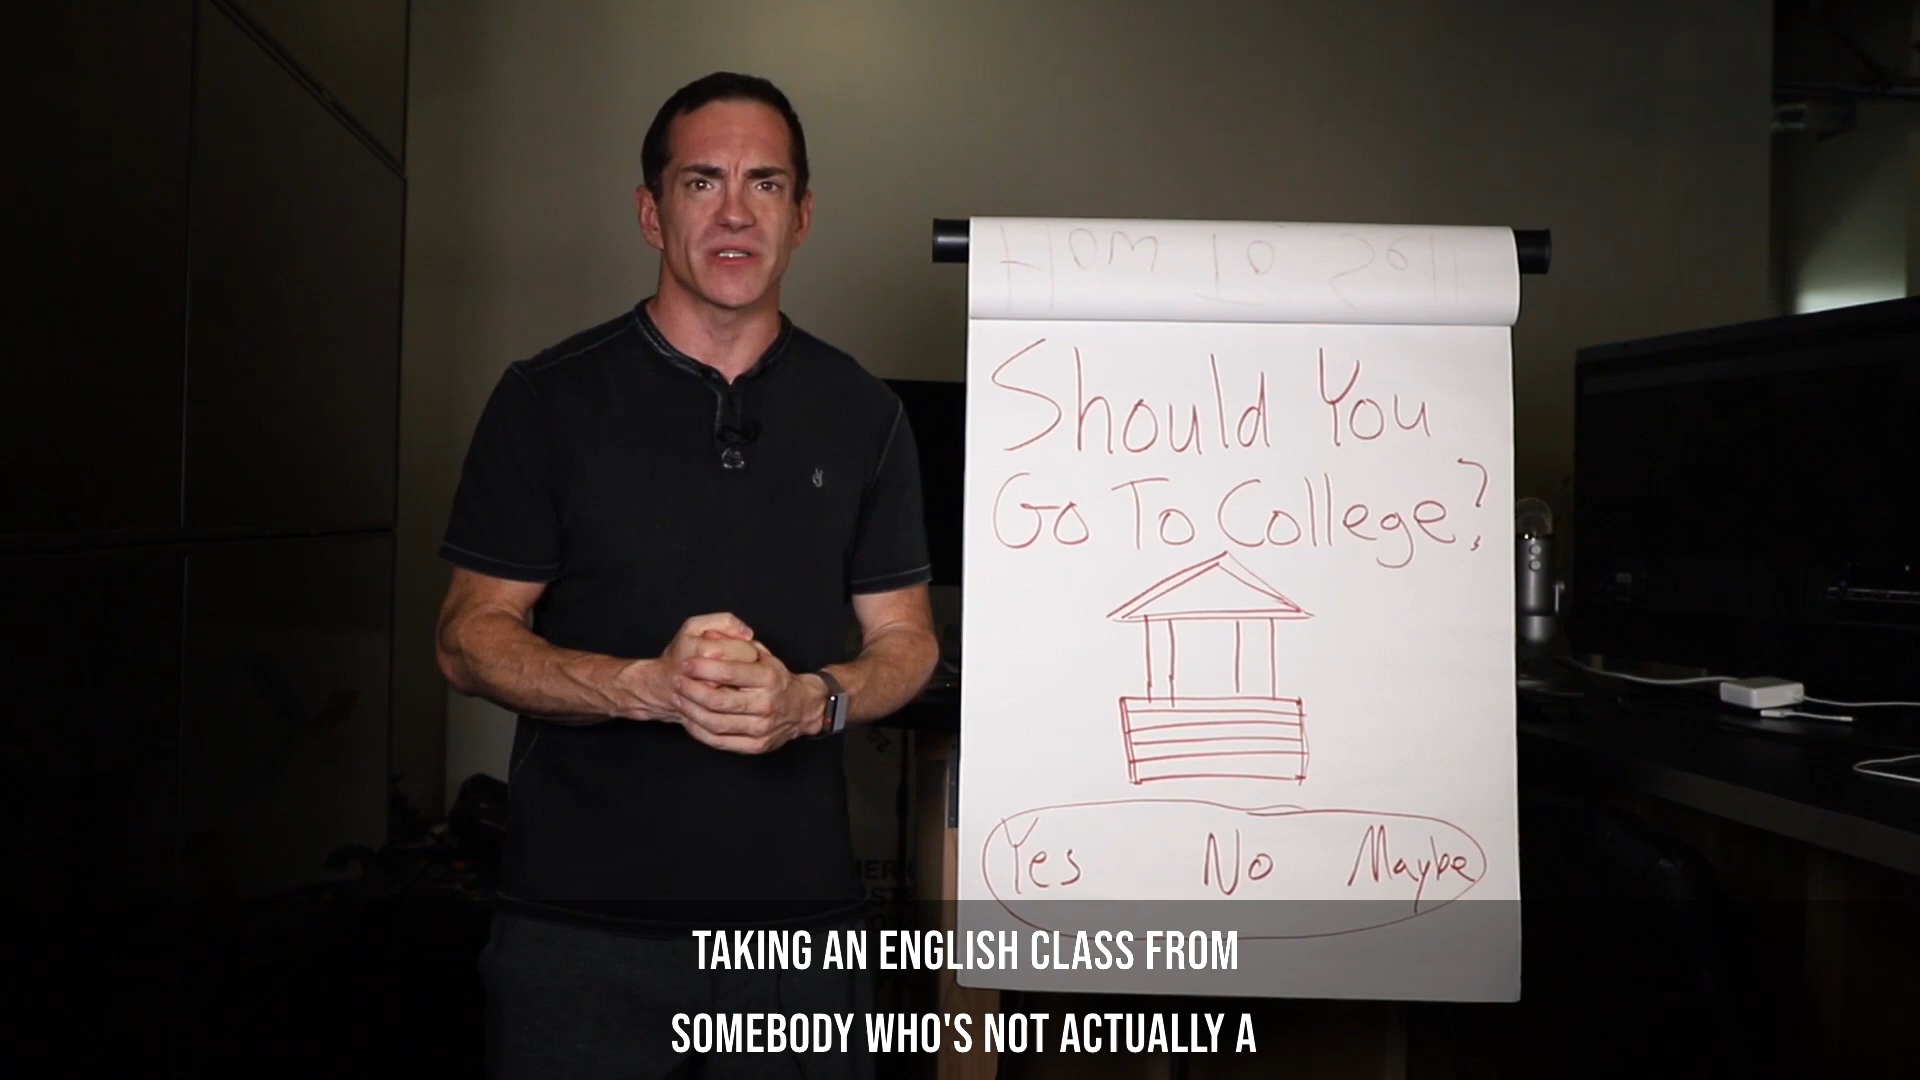 Should You
Go To College?
Yes No Maybe
TAKING AN ENGLISH CLASS FROM
SOMEBODY WHO'S NOT ACTUALLY A